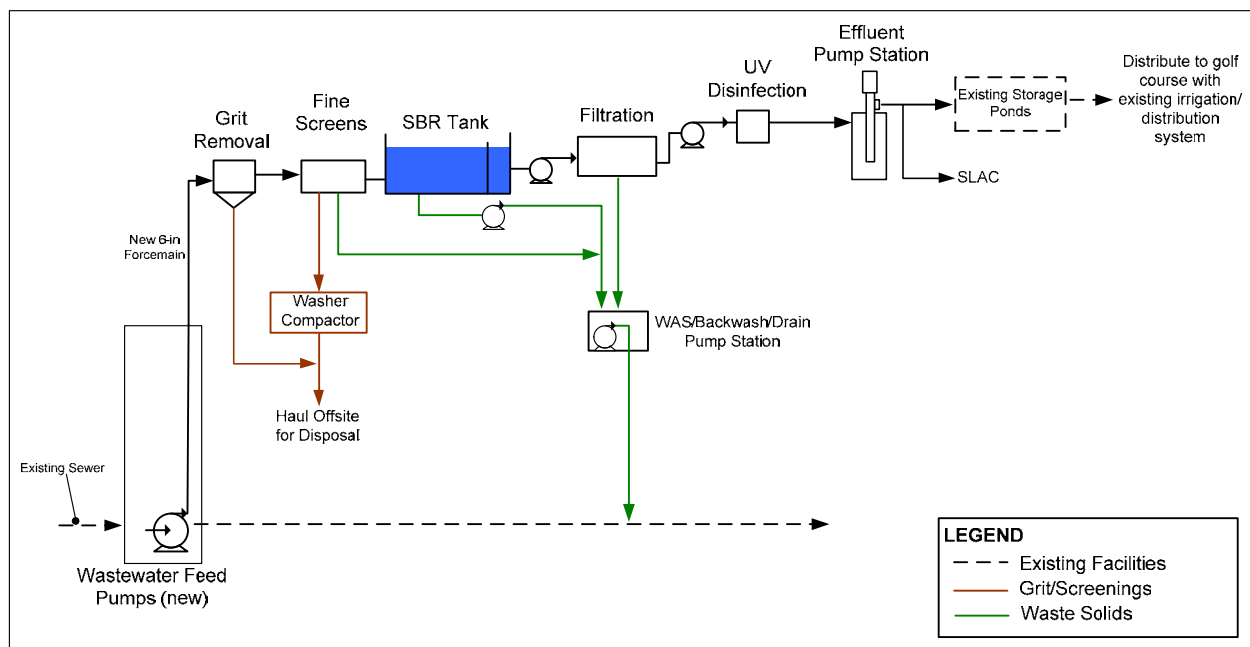 Effluent
Pump Station
UV
Disinfection
Distribute to golf
course with
existing irrigation/
distribution
system
Existing Storage
Ponds
Fine
Screens
SBR Tank
Filtration
Grit
Removal
SLAC
New 6-in
Forcemain
Washer
Compactor
WAS/Backwash/Drain
Pump Station
Haul Offsite
for Disposal
Existing Sewer
Wastewater Feed
Pumps (new)
LEGEND
Existing Facilities
Grit/Screenings
Waste Solids